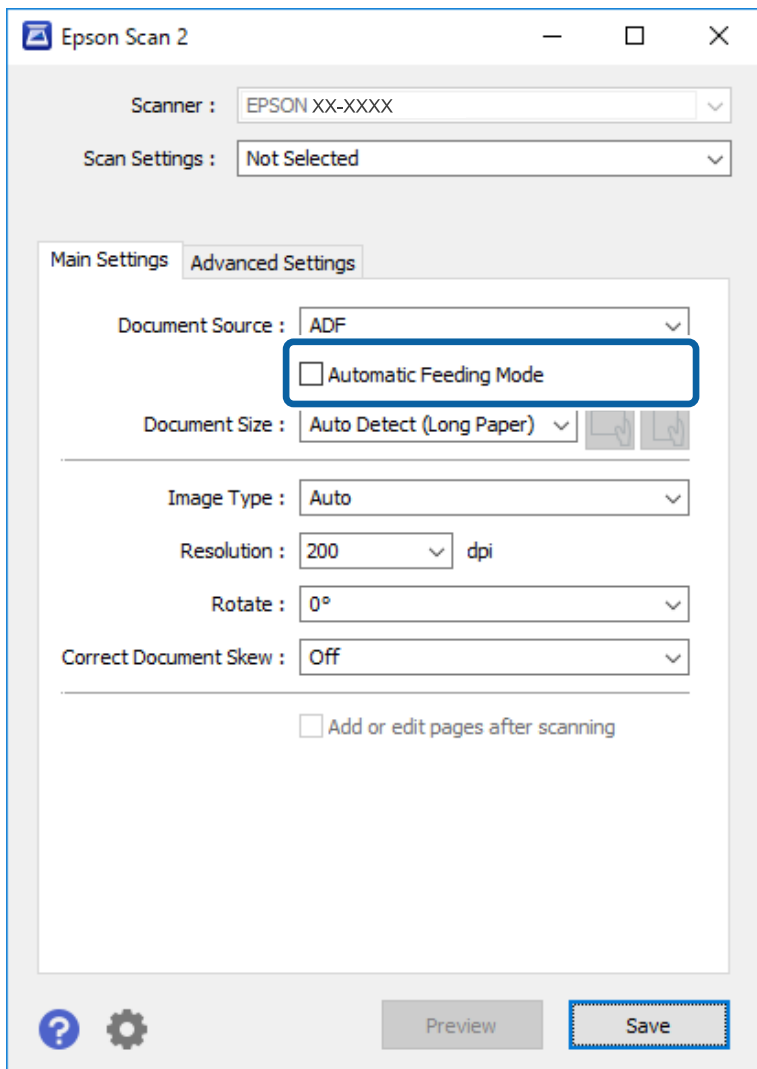 Epson Scan 2
Scanner : EPSON XX-XXXX
Scan Settings : Not Selected
Main Settings Advanced Settings
Document Source : ADF
Automatic Feeding Mode
Document Size : Auto Detect (Long Paper)
Image Type : Auto
Resolution : 200 dpi
Rotate : 0°
Correct Document Skew : Off
Add or edit pages after scanning
? Preview Save